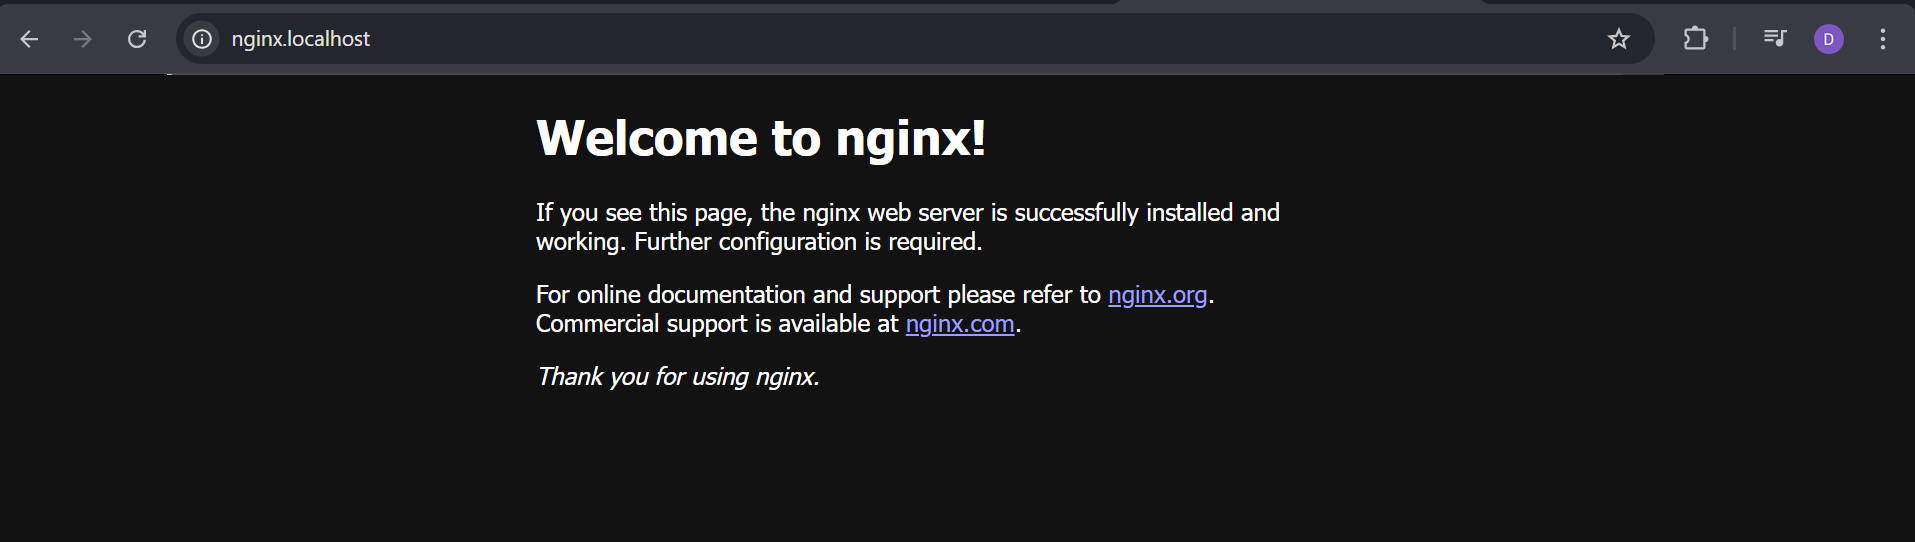 nginx.localhost
D
Welcome to nginx!
If you see this page, the nginx web server is successfully installed and
working. Further configuration is required.
For online documentation and support please refer to nginx.org.
Commercial support is available at nginx.com.
Thank you for using nginx.